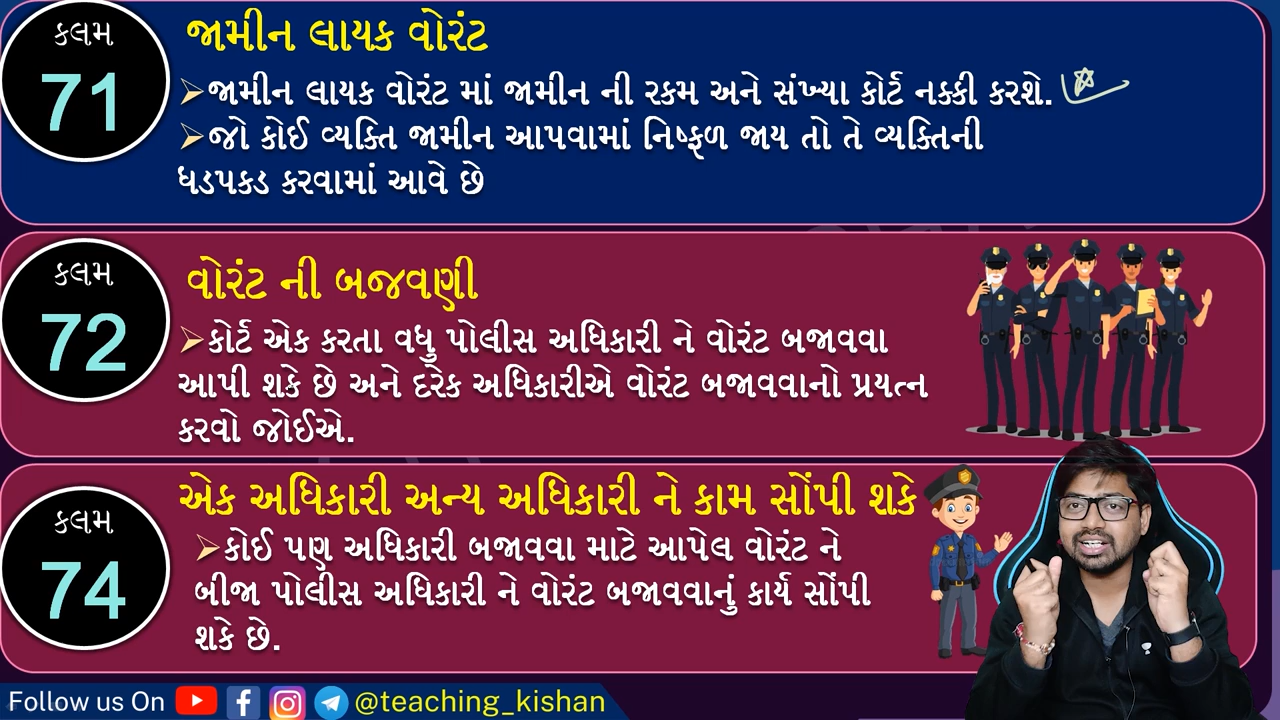 કલમ
71
જામીન લાયક વોરંટ
➢જામીન લાયક વોરંટ માં જામીન ની રકમ અને સંખ્યા કોર્ટ નક્કી કરશે.
➢જો કોઈ વ્યક્તિ જામીન આપવામાં નિષ્ફળ જાય તો તે વ્યક્તિની
ધડપકડ કરવામાં આવે છે
કલમ
72
વોરંટ ની બજવણી
➢કોર્ટ એક કરતા વધુ પોલીસ અધિકારી ને વોરંટ બજાવવા
આપી શકે છે અને દરેક અધિકારીએ વોરંટ બજાવવાનો પ્રયત્ન
કરવો જોઈએ.
કલમ
74
એક અધિકારી અન્ય અધિકારી ને કામ સોંપી શકે
➢કોઈ પણ અધિકારી બજાવવા માટે આપેલ વોરંટ ને
બીજા પોલીસ અધિકારી ને વોરંટ બજાવવાનું કાર્ય સોંપી
શકે છે.
Follow us On @teaching_kishan